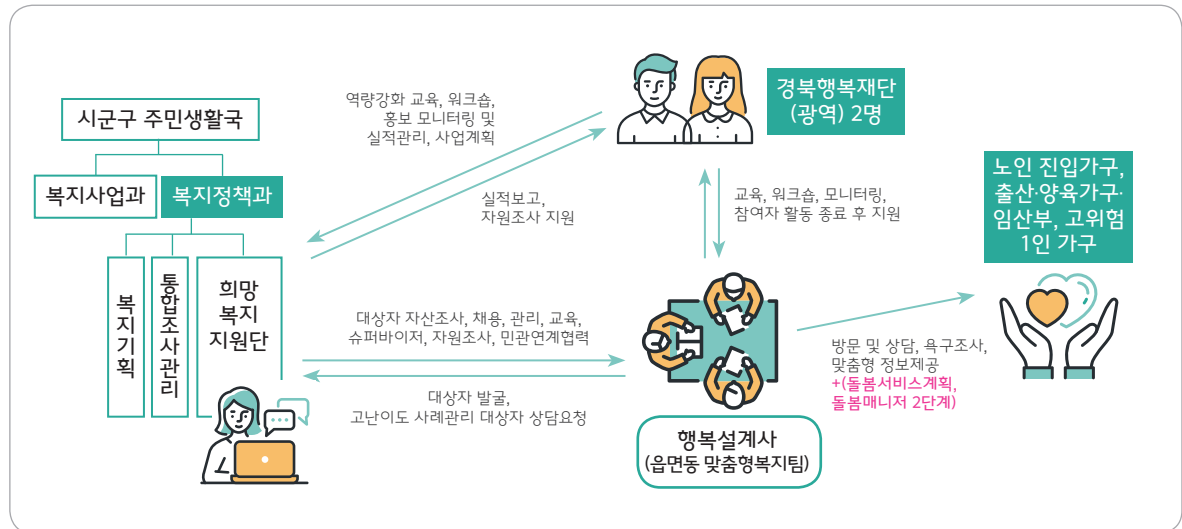 시군구 주민생활국
복지사업과
복지정책과
복지기획
통합조사관리
희망
복지
지원단
역량강화 교육, 워크숍,
홍보 모니터링 및
실적관리, 사업계획
실적보고,
자원조사 지원
경북행복재단
(광역) 2명
교육, 워크숍, 모니터링,
참여자 활동 종료 후 지원
대상자 자산조사, 채용, 관리, 교육,
슈퍼바이저, 자원조사, 민관연계협력
대상자 발굴,
고난이도 사례관리 대상자 상담요청
행복설계사
(읍면동 맞춤형복지팀)
방문 및 상담, 욕구조사,
맞춤형 정보제공
+(돌봄서비스계획,
돌봄매니저 2단계)
노인 진입가구,
출산·양육가구·
임산부, 고위험
1인 가구